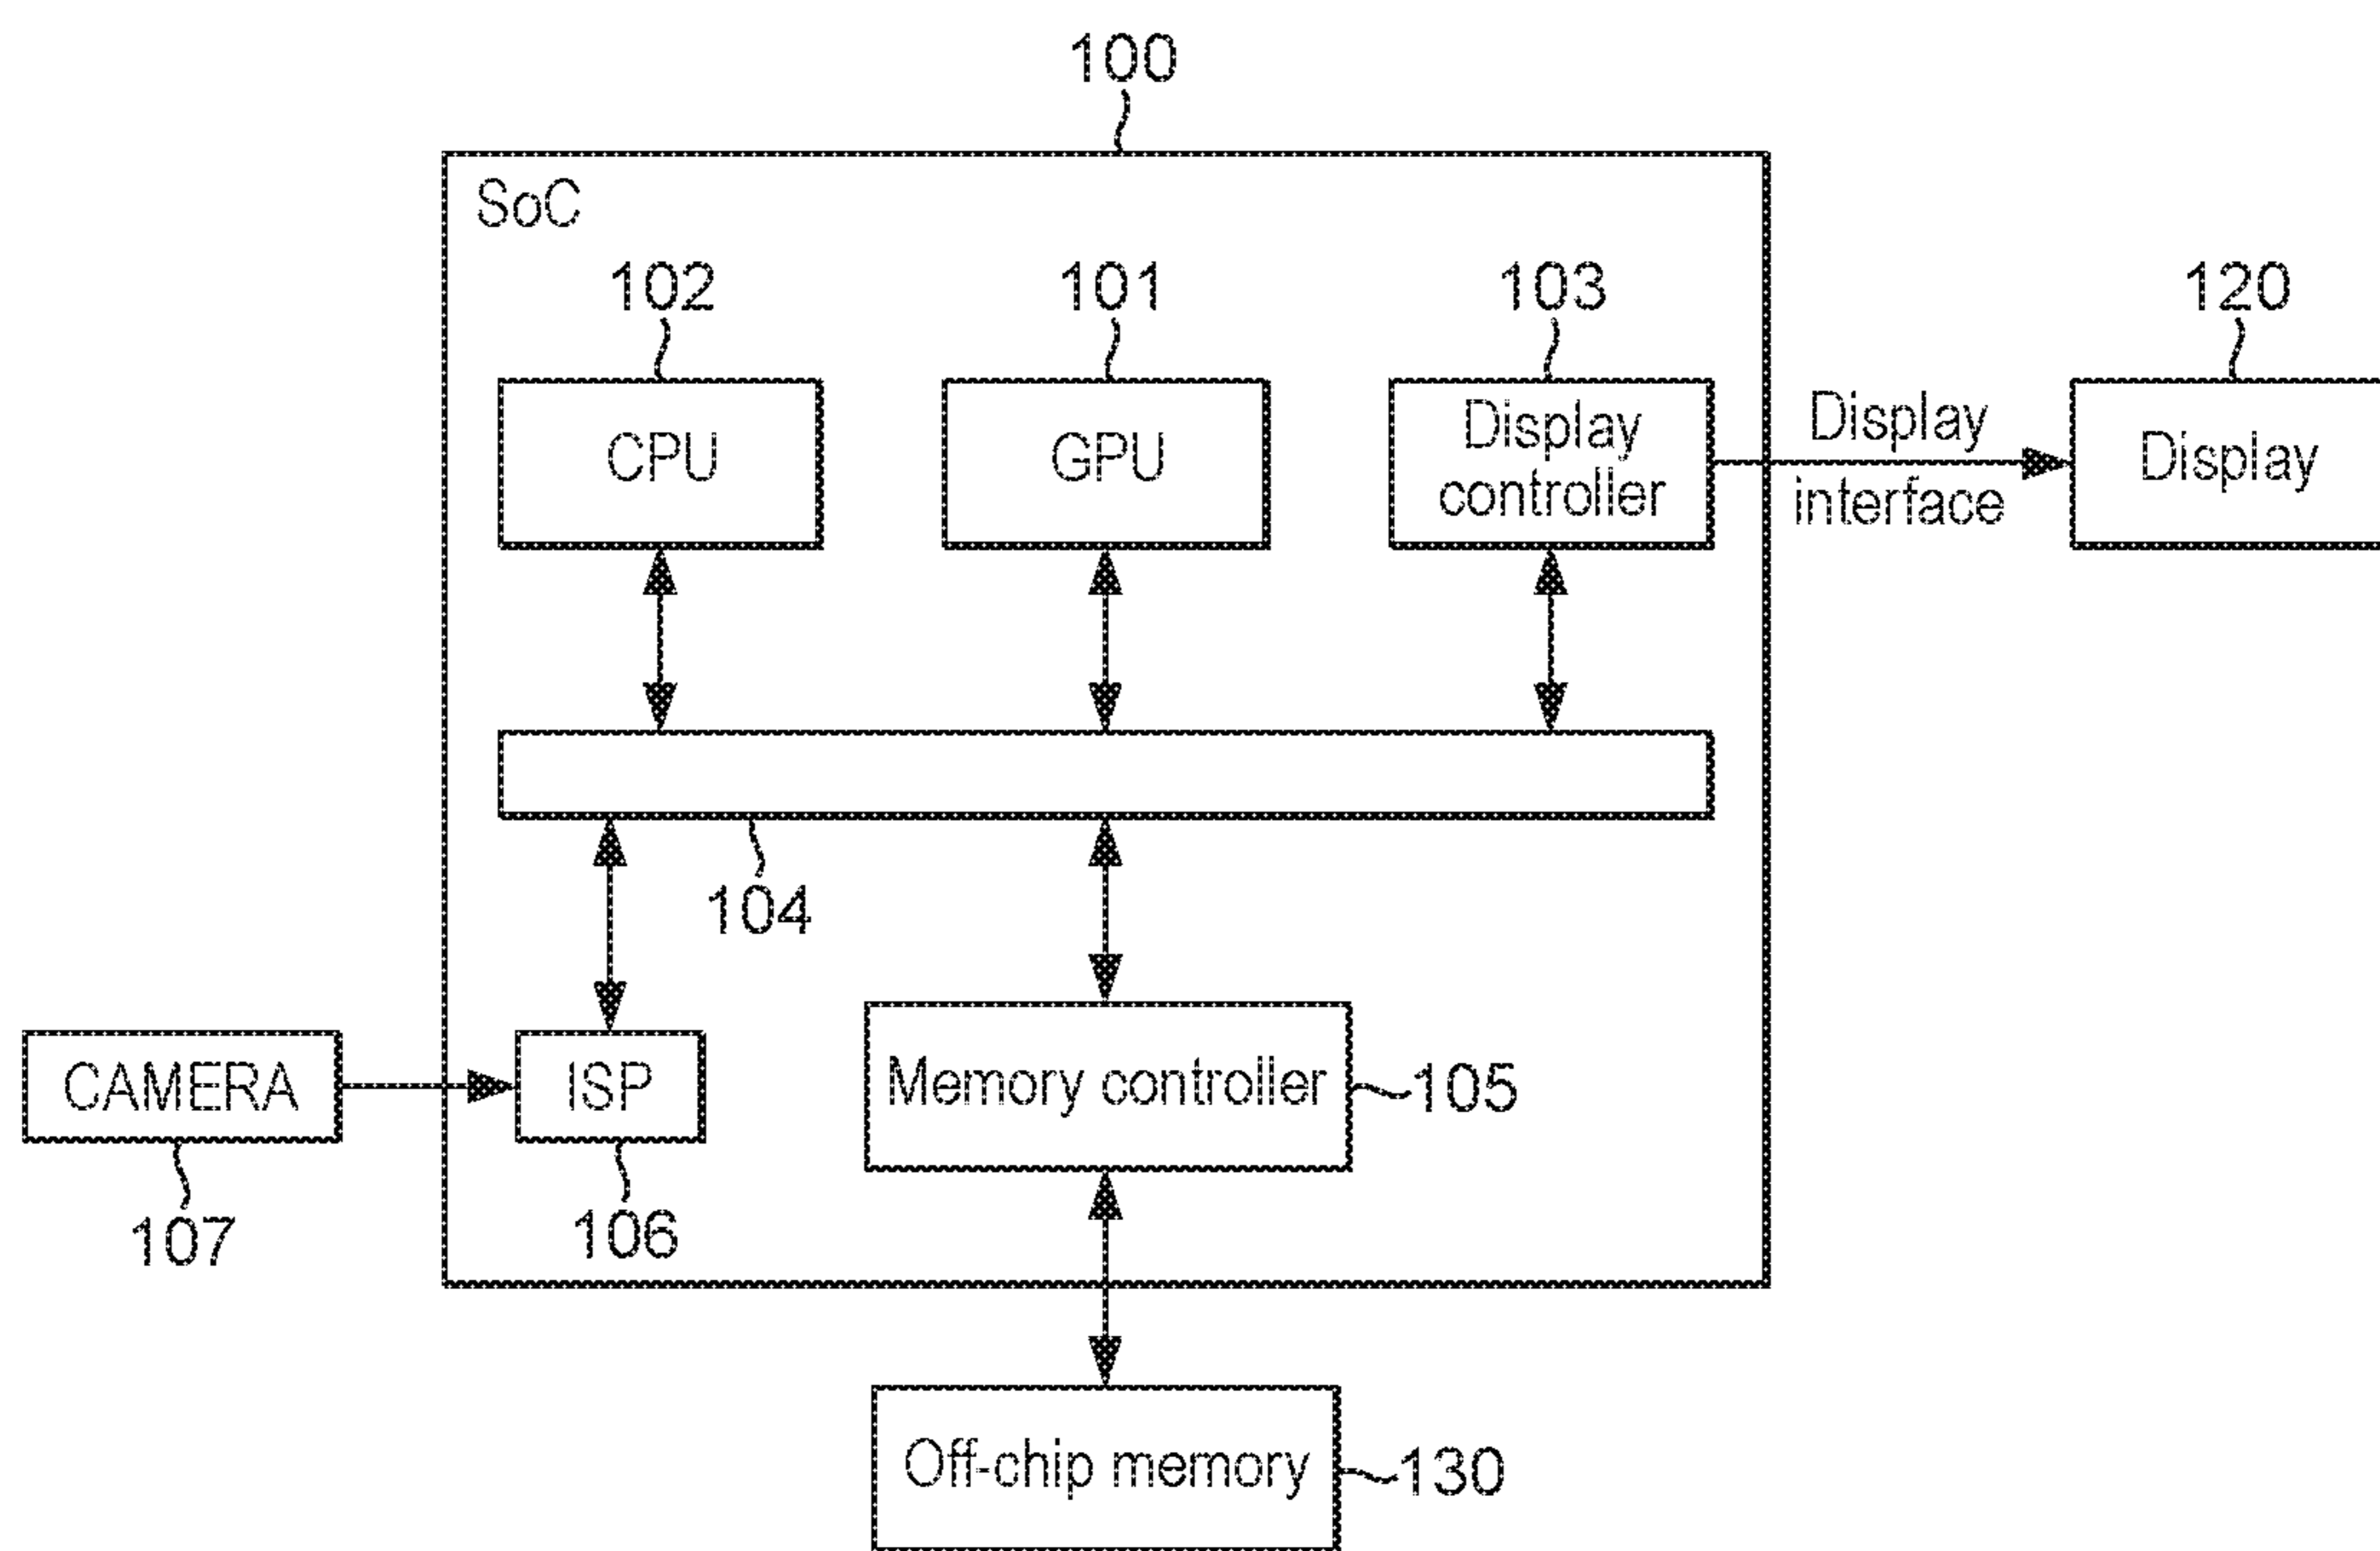 100
SoC
102
101
103
120
CPU
GPU
Display
controller
Display
interface
Display
104
CAMERA
ISP
Memory controller
105
107
106
Off-chip memory
130